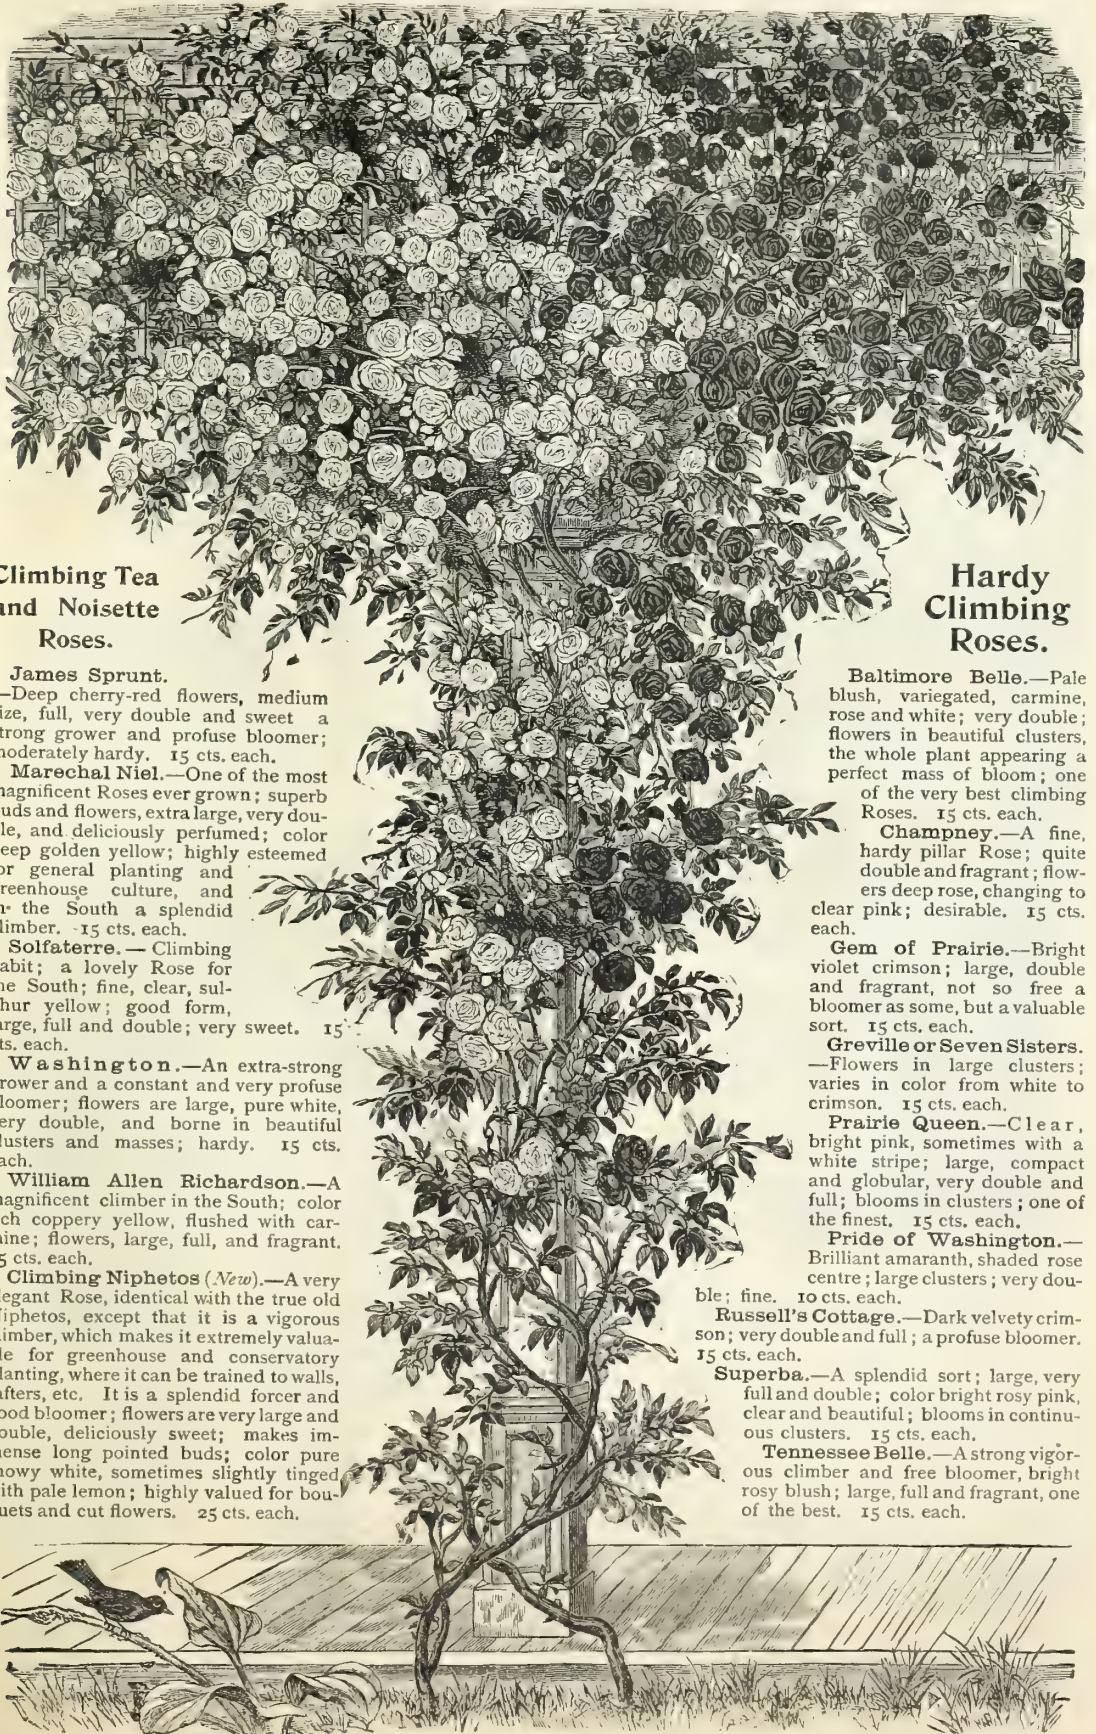 Climbing Tea
and Noisette
Roses.
James Sprunt.
—Deep cherry-red flowers, medium
size, full, very double and sweet a
strong grower and profuse bloomer;
moderately hardy. 15 cts. each.
Marechal Niel.—One of the most
magnificent Roses ever grown; superb
buds and flowers, extra large, very dou-
ble, and deliciously perfumed; color
deep golden yellow; highly esteemed
for general planting and
greenhouse culture, and
in the South a splendid
climber. 15 cts. each.
Solfaterre.—Climbing
habit; a lovely Rose for
the South; fine, clear, sul-
phur yellow; good form,
large, full and double; very sweet. 15
cts. each.
Washington.—An extra-strong
grower and a constant and very profuse
bloomer; flowers are large, pure white,
very double, and borne in beautiful
clusters and masses; hardy. 15 cts.
each.
William Allen Richardson.—A
magnificent climber in the South; color
rich coppery yellow, flushed with car-
mine; flowers, large, full, and fragrant.
15 cts. each.
Climbing Niphetos (New).—A very
elegant Rose, identical with the true old
Niphetos, except that it is a vigorous
climber, which makes it extremely valua-
ble for greenhouse and conservatory
planting, where it can be trained to walls,
rafters, etc. It is a splendid forcer and
good bloomer; flowers are very large and
double, deliciously sweet; makes im-
mense long pointed buds; color pure
snowy white, sometimes slightly tinged
with pale lemon; highly valued for bou-
quets and cut flowers. 25 cts. each.
Hardy
Climbing
Roses.
Baltimore Belle.—Pale
blush, variegated, carmine,
rose and white; very double;
flowers in beautiful clusters,
the whole plant appearing a
perfect mass of bloom; one
of the very best climbing
Roses. 15 cts. each.
Champney.—A fine,
hardy pillar Rose; quite
double and fragrant; flow-
ers deep rose, changing to
clear pink; desirable. 15 cts.
each.
Gem of Prairie.—Bright
violet crimson; large, double
and fragrant, not so free a
bloomer as some, but a valuable
sort. 15 cts. each.
Greville or Seven Sisters.
—Flowers in large clusters;
varies in color from white to
crimson. 15 cts. each.
Prairie Queen.—Clear,
bright pink, sometimes with a
white stripe; large, compact
and globular, very double and
full; blooms in clusters; one of
the finest. 15 cts. each.
Pride of Washington.—
Brilliant amaranth, shaded rose
centre; large clusters; very dou-
ble; fine. 10 cts. each.
Russell's Cottage.—Dark velvety crim-
son; very double and full; a profuse bloomer.
15 cts. each.
Superba.—A splendid sort; large, very
full and double; color bright rosy pink,
clear and beautiful; blooms in continu-
ous clusters. 15 cts. each.
Tennessee Belle.—A strong vigor-
ous climber and free bloomer, bright
rosy blush; large, full and fragrant, one
of the best. 15 cts. each.